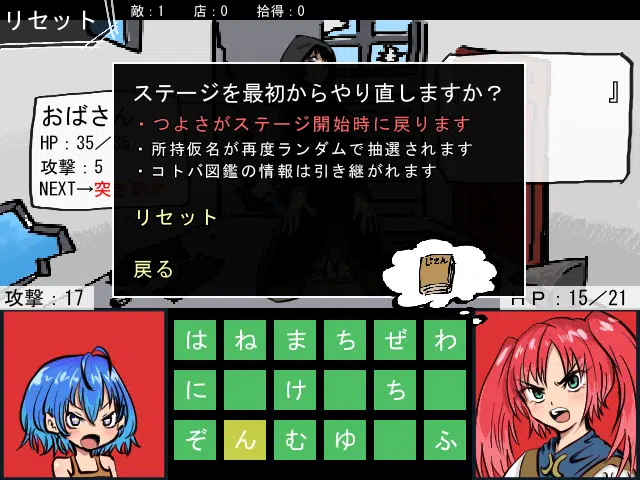 リセット
敵:1 店:0 拾得:0
ステージを最初からやり直しますか？
・つよさがステージ開始時に戻ります
・所持仮名が再度ランダムで抽選されます
・コトバ図鑑の情報は引き継がれます
リセット
戻る
おばさん
HP:35／35
攻撃:5
NEXT→突き刺す
』
じてん
攻撃:17
HP:15／21
は ね ま ち ぜ わ
に け ち
ぞ ん む ゆ ふ